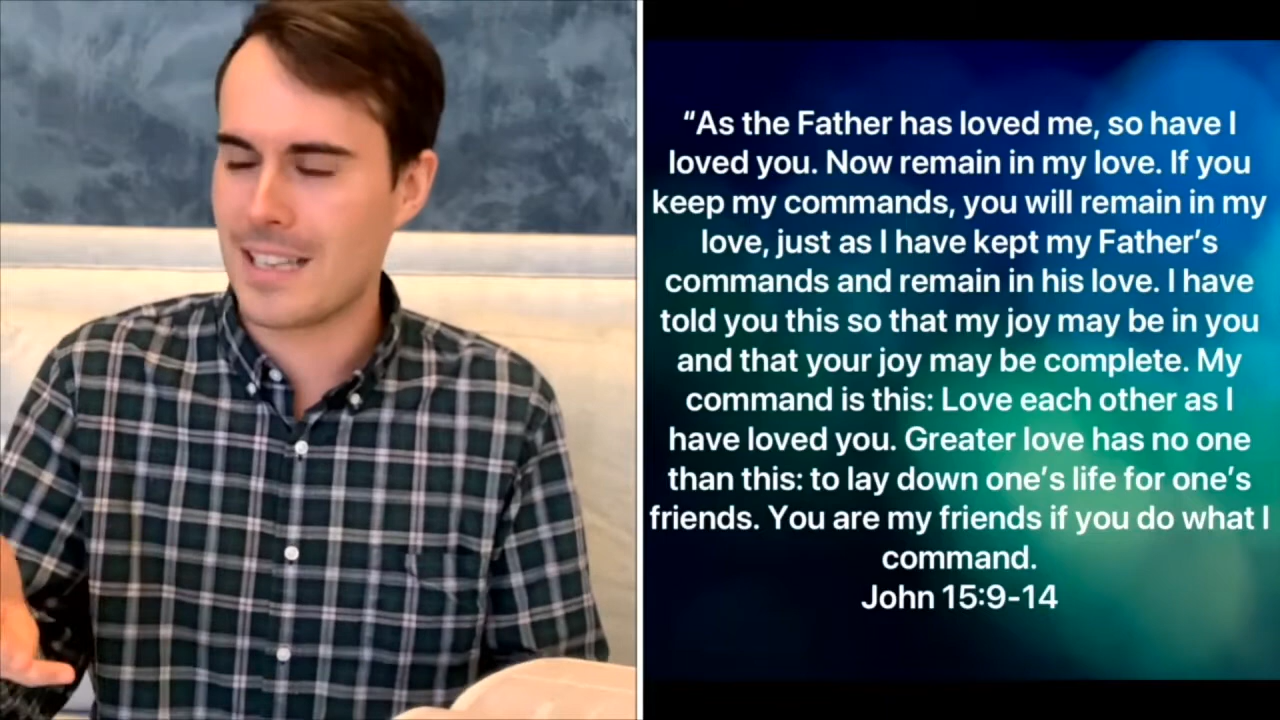 “As the Father has loved me, so have I
loved you. Now remain in my love. If you
keep my commands, you will remain in my
love, just as I have kept my Father’s
commands and remain in his love. I have
told you this so that my joy may be in you
and that your joy may be complete. My
command is this: Love each other as I
have loved you. Greater love has no one
than this: to lay down one’s life for one’s
friends. You are my friends if you do what I
command.
John 15:9-14